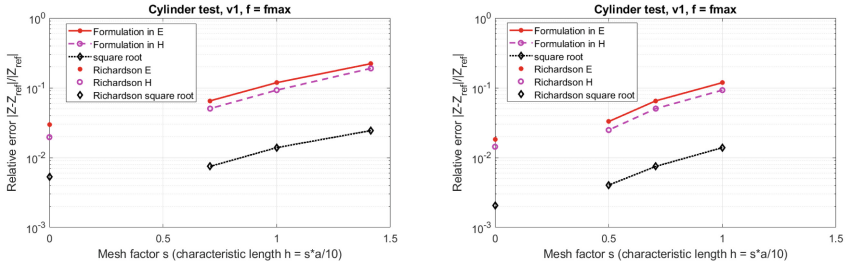 Cylinder test, v1, f = fmax
10^0
10^-1
10^-2
10^-3
Relative error |Z-Z_ref|/|Z_ref|
Formulation in E
Formulation in H
square root
Richardson E
Richardson H
Richardson square root
0 0.5 1 1.5
Mesh factor s (characteristic length h = s*a/10)
Cylinder test, v1, f = fmax
10^0
10^-1
10^-2
10^-3
Relative error |Z-Z_ref|/|Z_ref|
Formulation in E
Formulation in H
square root
Richardson E
Richardson H
Richardson square root
0 0.5 1 1.5
Mesh factor s (characteristic length h = s*a/10)